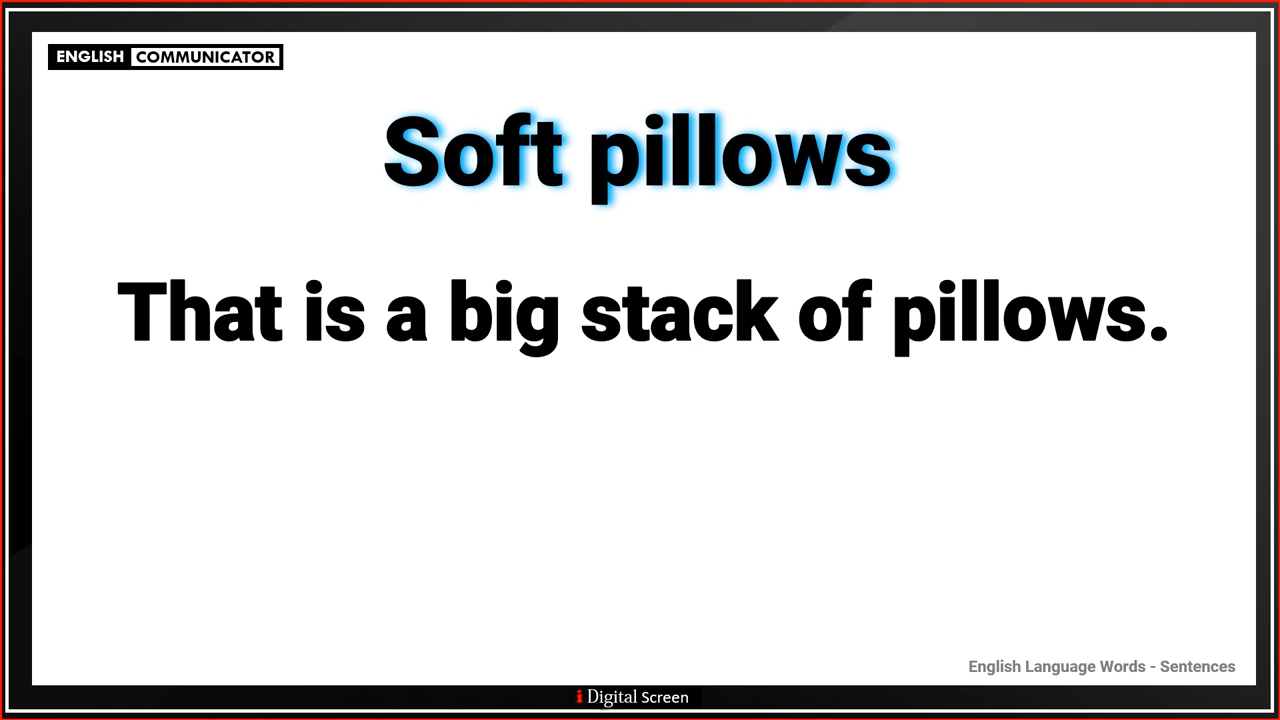 ENGLISH COMMUNICATOR
Soft pillows
That is a big stack of pillows.
English Language Words - Sentences
i Digital Screen